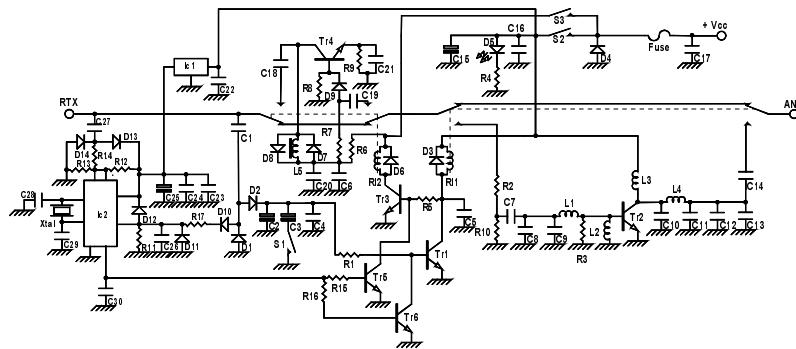 S3
+ Vcc
Tr4
C16
S2
D5
Fuse
Ic1
C18
R9
C21
C15
D4
C17
R4
C22
R8
D9
C19
RTX
AN
C27
C1
R7
D13
D14
R14
R13
R12
D8
L5
D7
R6
D6
D3
Rl2
Rl1
C20
C6
R2
L3
C14
C28
C25
C24
C23
Ic2
D2
Tr3
R5
C7
L1
Tr2
L4
Xtal
D12
R17
D10
C2
C3
C4
C5
R10
C8
C9
L2
C10
C11
C12
C13
C29
R11
C26
D11
D1
S1
R1
Tr1
R3
Tr5
R15
R16
C30
Tr6